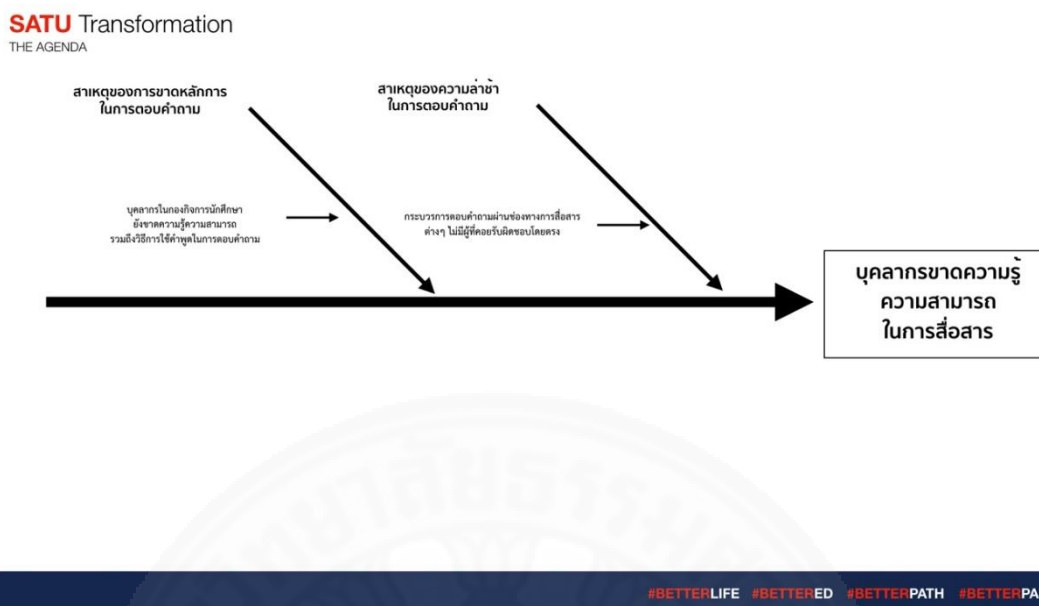 SATU Transformation
THE AGENDA
สาเหตุของการขาดหลักการ
ในการตอบคำถาม
สาเหตุของความล่าช้า
ในการตอบคำถาม
บุคลากรในกองกิจการนักศึกษา
ยังขาดความรู้ความสามารถ
รวมถึงวิธีการใช้คำพูดในการตอบคำถาม
กระบวรการตอบคำถามผ่านช่องทางการสื่อสาร
ต่างๆ ไม่มีผู้ที่คอยรับผิดชอบโดยตรง
บุคลากรขาดความรู้
ความสามารถ
ในการสื่อสาร
#BETTERLIFE #BETTERED #BETTERPATH #BETTERPA